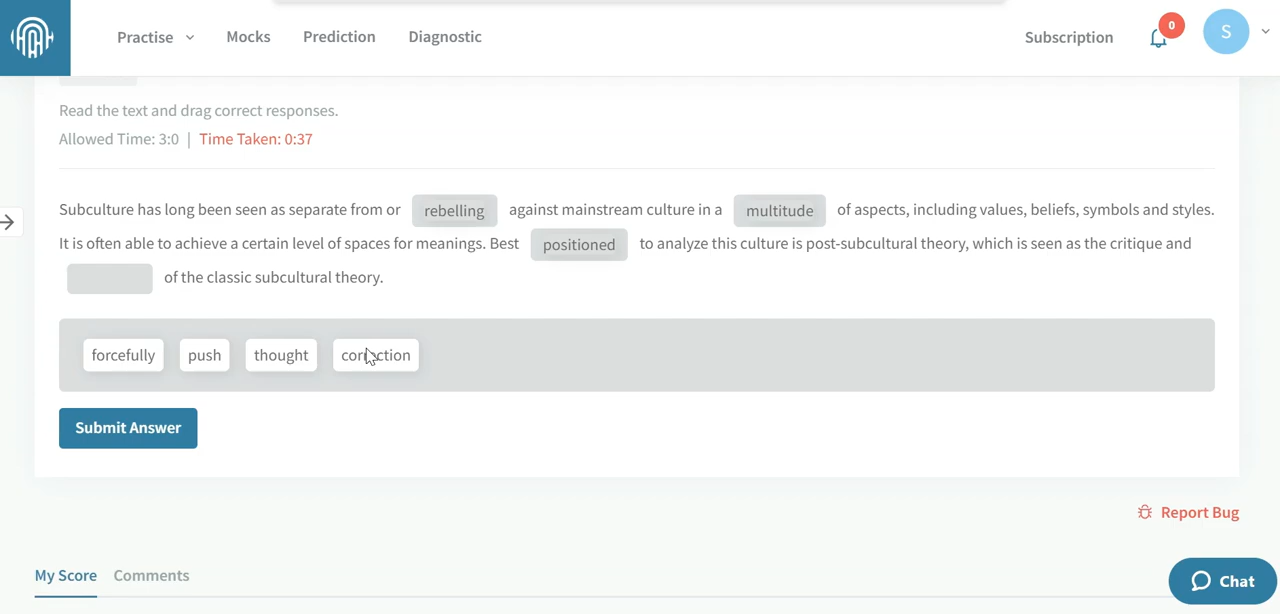 Practise Mocks Prediction Diagnostic Subscription 0 S
Read the text and drag correct responses.
Allowed Time: 3:0 | Time Taken: 0:37
Subculture has long been seen as separate from or rebelling against mainstream culture in a multitude of aspects, including values, beliefs, symbols and styles.
It is often able to achieve a certain level of spaces for meanings. Best positioned to analyze this culture is post-subcultural theory, which is seen as the critique and
of the classic subcultural theory.
forcefully push thought correction
Submit Answer
Report Bug
My Score Comments
Chat